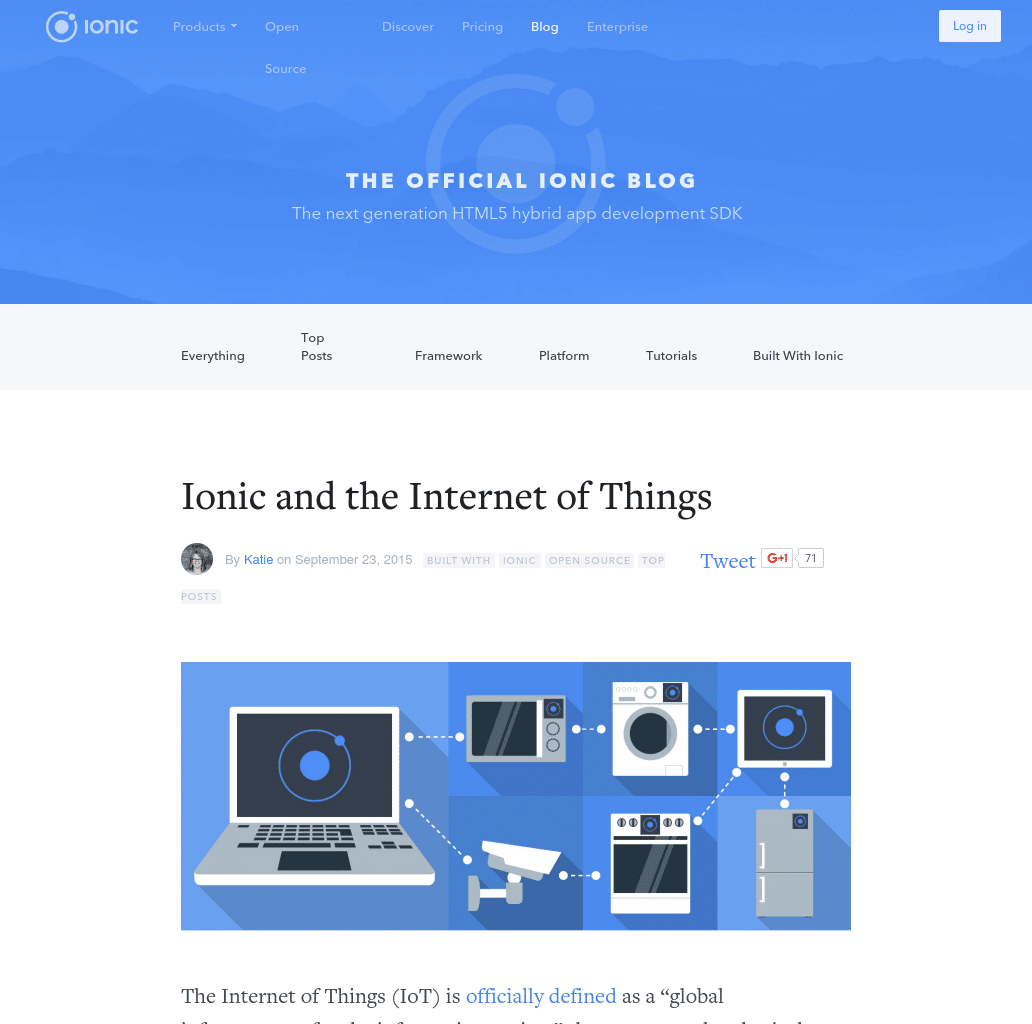 ionic Products Open Discover Pricing Blog Enterprise Log in
Source
THE OFFICIAL IONIC BLOG
The next generation HTML5 hybrid app development SDK
Top
Everything Posts Framework Platform Tutorials Built With Ionic
Ionic and the Internet of Things
By Katie on September 23, 2015 BUILT WITH IONIC OPEN SOURCE TOP Tweet G+1 71
POSTS
The Internet of Things (IoT) is officially defined as a “global